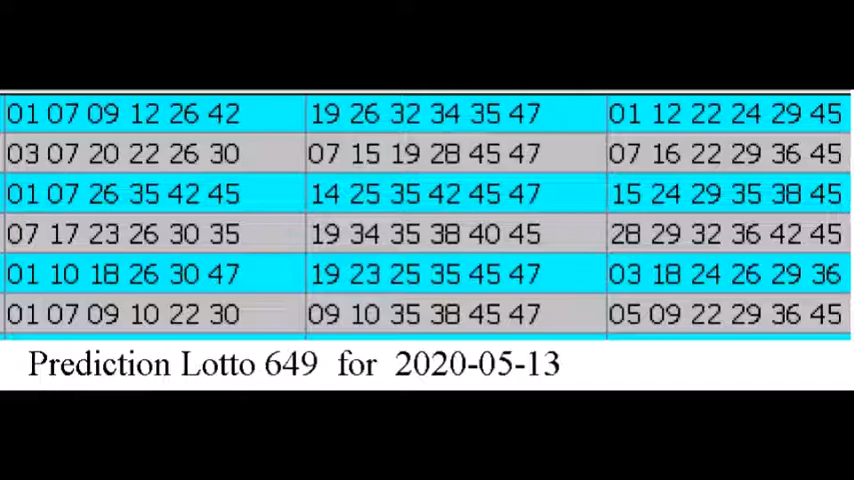 01 07 09 12 26 42 19 26 32 34 35 47 01 12 22 24 29 45
03 07 20 22 26 30 07 15 19 28 45 47 07 16 22 29 36 45
01 07 26 35 42 45 14 25 35 42 45 47 15 24 29 35 38 45
07 17 23 26 30 35 19 34 35 38 40 45 28 29 32 36 42 45
01 10 18 26 30 47 19 23 25 35 45 47 03 18 24 26 29 36
01 07 09 10 22 30 09 10 35 38 45 47 05 09 22 29 36 45
Prediction Lotto 649 for 2020-05-13